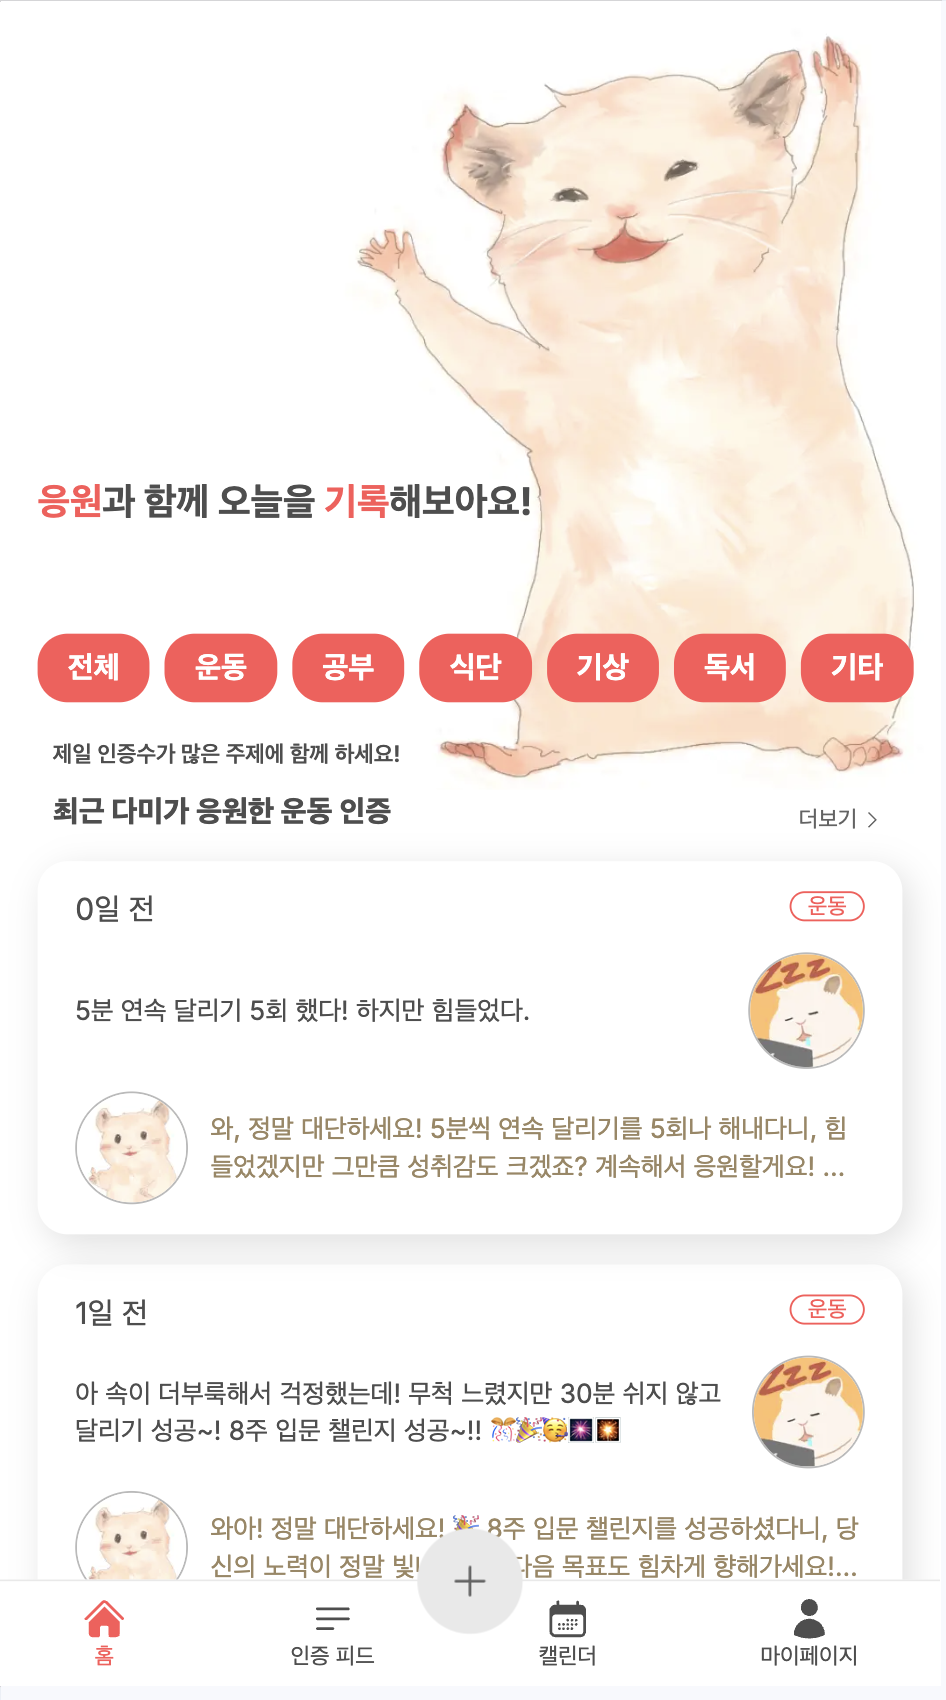 응원과 함께 오늘을 기록해보아요!
전체 운동 공부 식단 기상 독서 기타
제일 인증수가 많은 주제에 함께 하세요!
최근 다미가 응원한 운동 인증
더보기 >
0일 전
운동
5분 연속 달리기 5회 했다! 하지만 힘들었다.
ZZZ
와, 정말 대단하세요! 5분씩 연속 달리기를 5회나 해내다니, 힘
들었겠지만 그만큼 성취감도 크겠죠? 계속해서 응원할게요! ...
1일 전
운동
아 속이 더부룩해서 걱정했는데! 무척 느렸지만 30분 쉬지 않고
달리기 성공~! 8주 입문 챌린지 성공~!! 🎊🎉🥳🎆🎇
ZZZ
와아! 정말 대단하세요! 🎉 8주 입문 챌린지를 성공하셨다니, 당
신의 노력이 정말 다음 목표도 힘차게 향해가세요!...
+
홈
인증 피드
캘린더
마이페이지